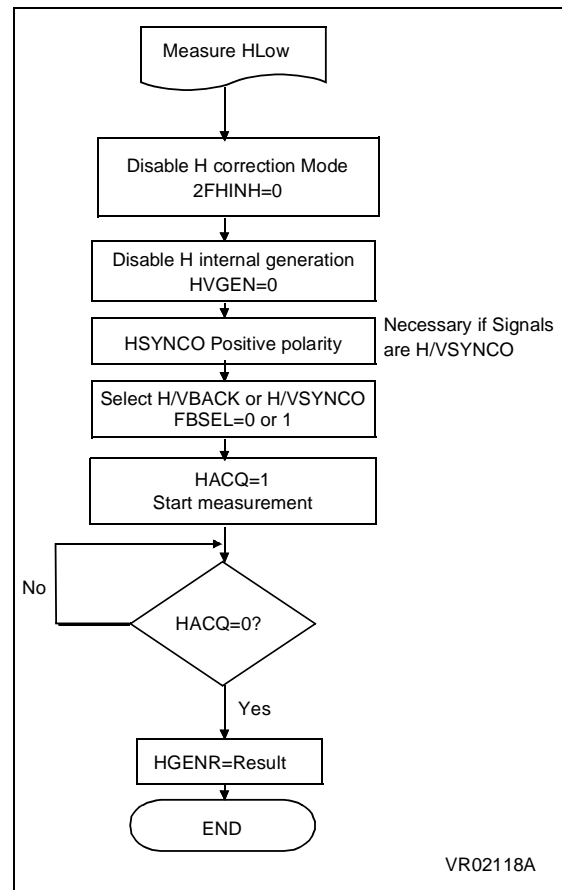 Measure HLow
Disable H correction Mode
2FHINH=0
Disable H internal generation
HVGEN=0
HSYNCO Positive polarity
Necessary if Signals
are H/VSYNCO
Select H/VBACK or H/VSYNCO
FBSEL=0 or 1
HACQ=1
Start measurement
No
HACQ=0?
Yes
HGENR=Result
END
VR02118A